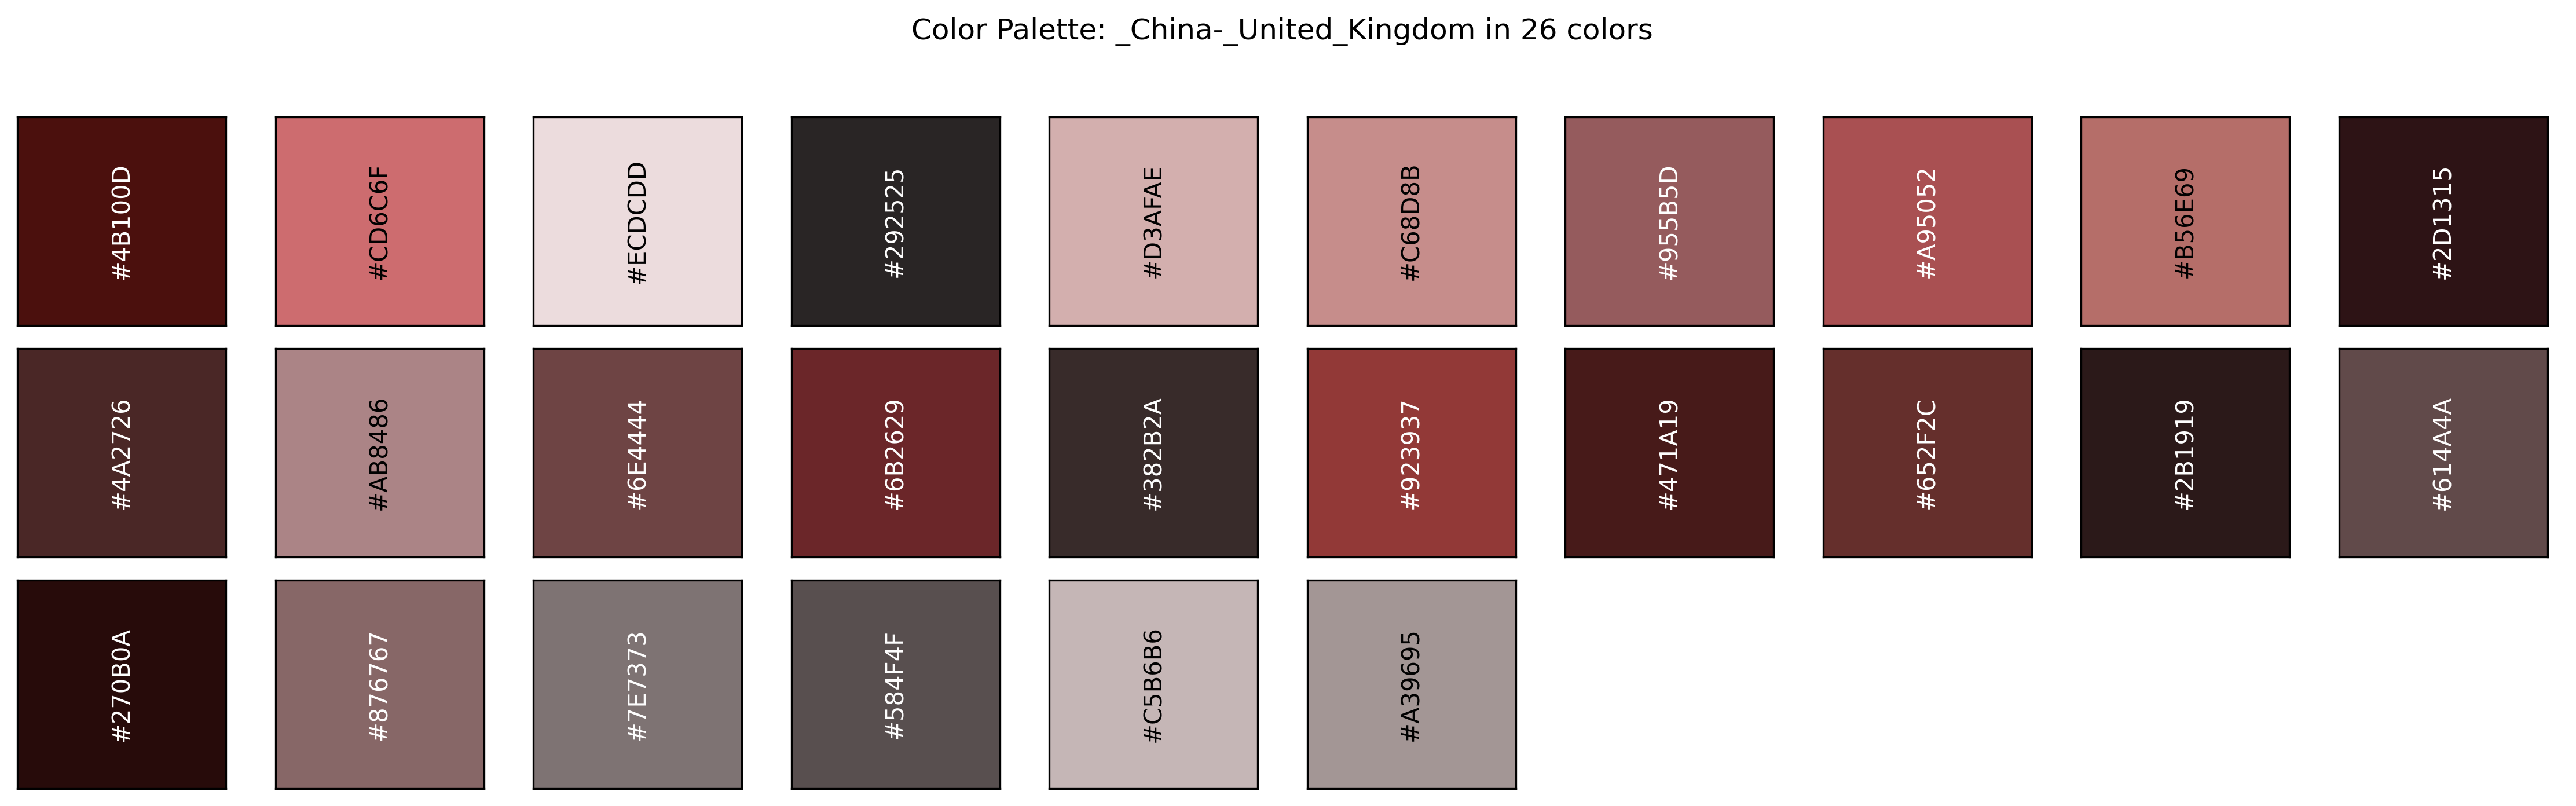 Color Palette: _China-_United_Kingdom in 26 colors
#4B100D
#CD6C6F
#ECDCDD
#292525
#D3AFAE
#C68D8B
#955B5D
#A95052
#B56E69
#2D1315
#4A2726
#AB8486
#6E4444
#6B2629
#382B2A
#923937
#471A19
#652F2C
#2B1919
#614A4A
#270B0A
#876767
#7E7373
#584F4F
#C5B6B6
#A39695